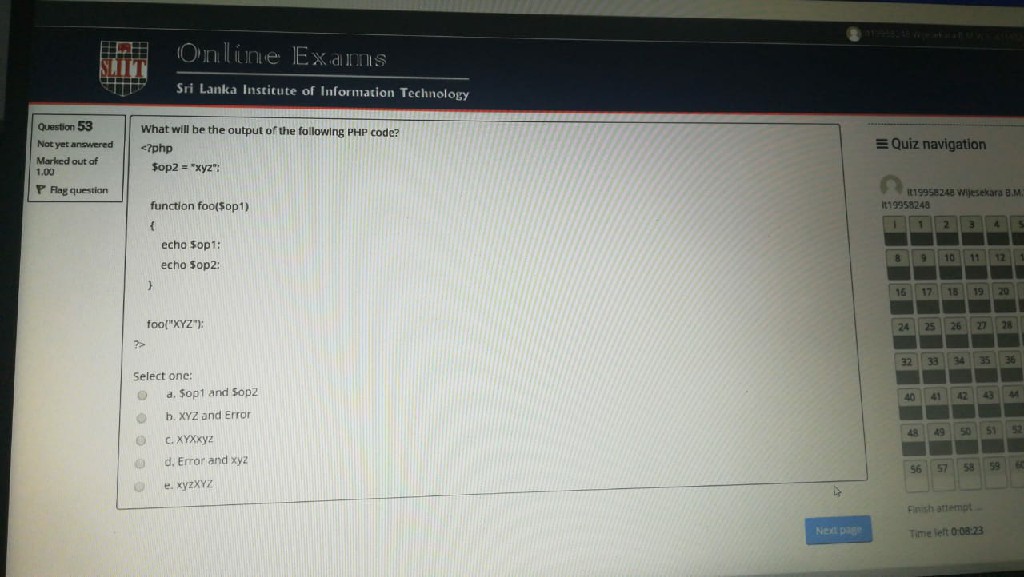 SLIIT
Online Exams
Sri Lanka Institute of Information Technology
Question 53
Not yet answered
Marked out of
1.00
Flag question
What will be the output of the following PHP code?
<?php
$op2 = "xyz";
function foo($op1)
{
echo $op1;
echo $op2;
}
foo("XYZ");
?>
Select one:
a. $op1 and $op2
b. XYZ and Error
c. XYXxyz
d. Error and xyz
e. xyzXYZ
Next page
Quiz navigation
It19958248 Wijesekara B.M.
It19958248
i 1 2 3 4 5
8 9 10 11 12
16 17 18 19 20
24 25 26 27 28
32 33 34 35 36
40 41 42 43 44
48 49 50 51 52
56 57 58 59 60
Finish attempt ...
Time left 0:08:23